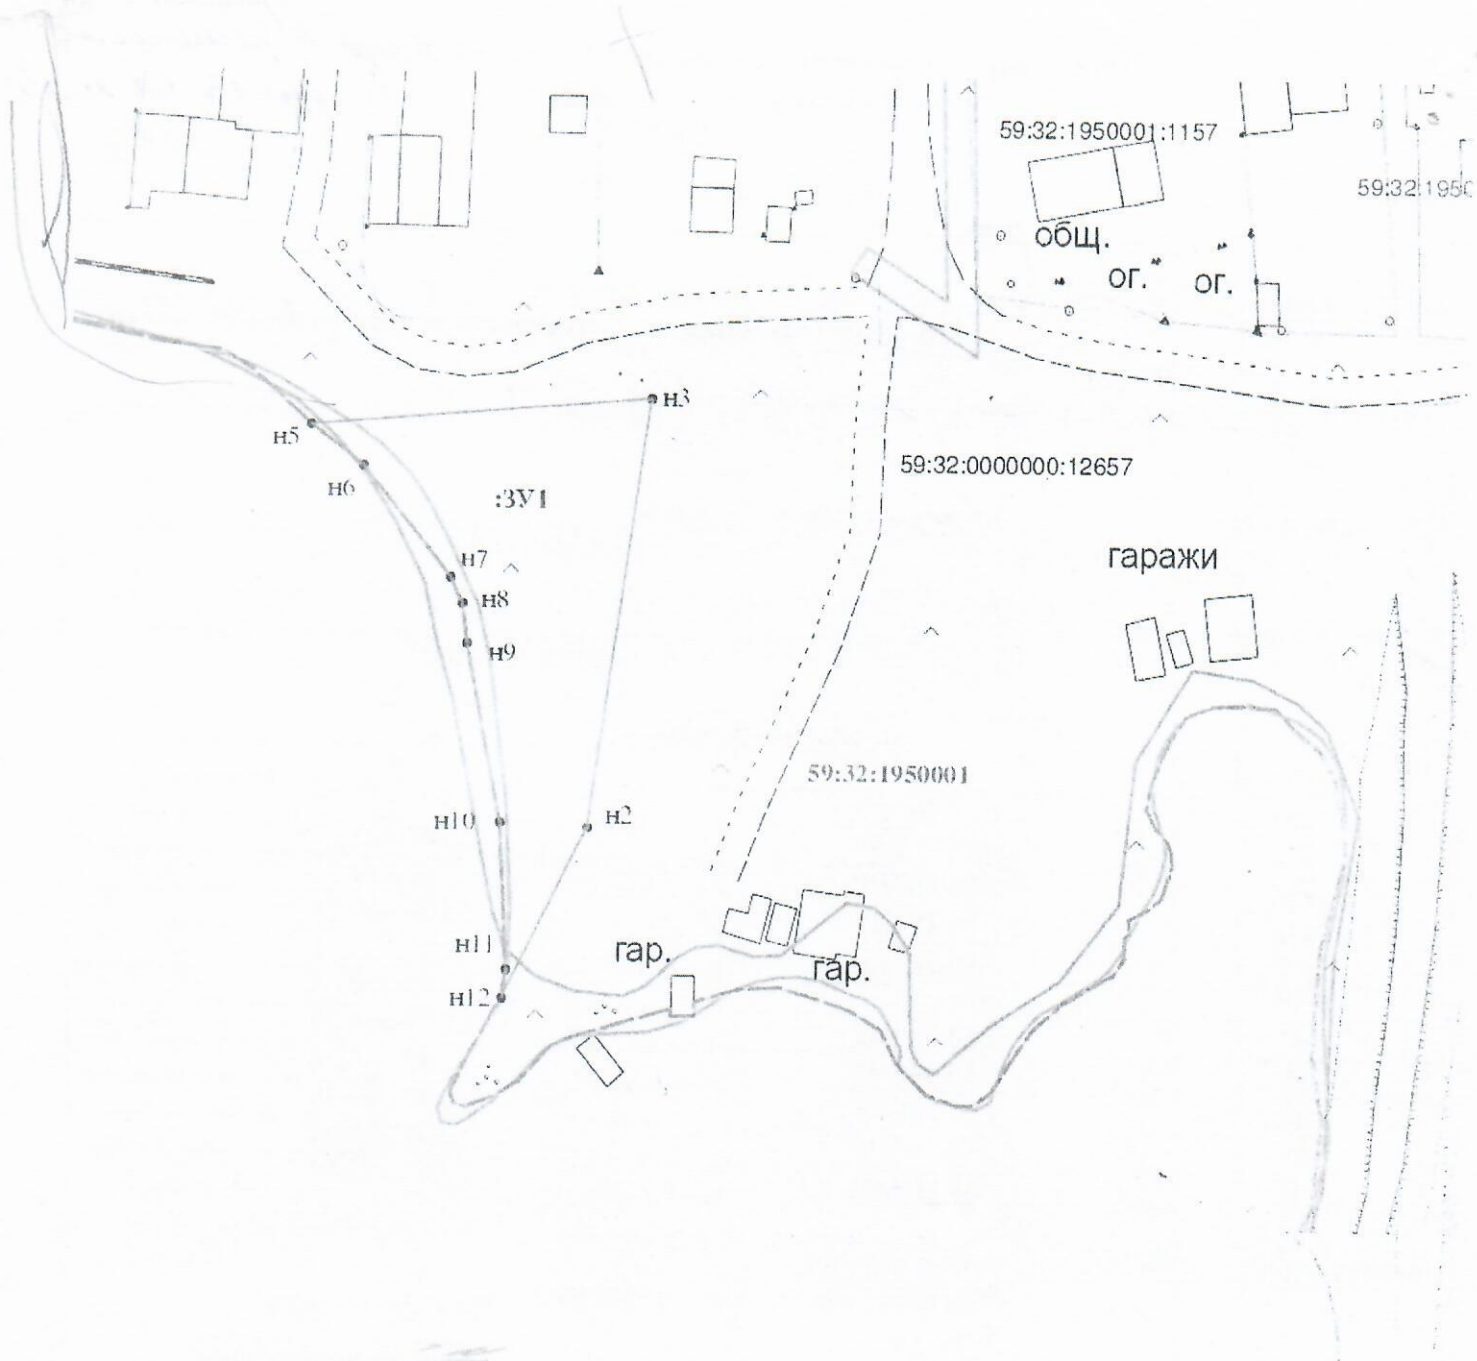 59:32:1950001:1157
59:32:195
общ.
ог.
ог.
н3
н5
59:32:0000000:12657
н6
:ЗУ1
гаражи
н7
н8
н9
59:32:1950001
н10
н2
н11
гар.
гар.
н12